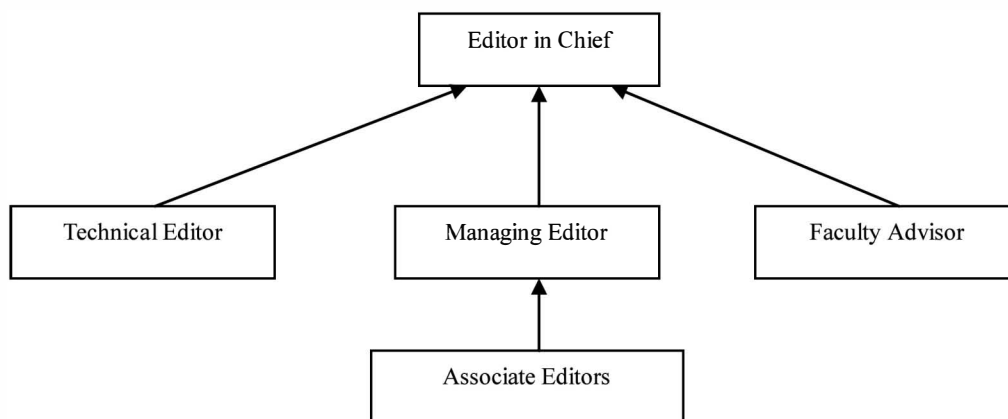 Editor in Chief
Technical Editor
Managing Editor
Faculty Advisor
Associate Editors